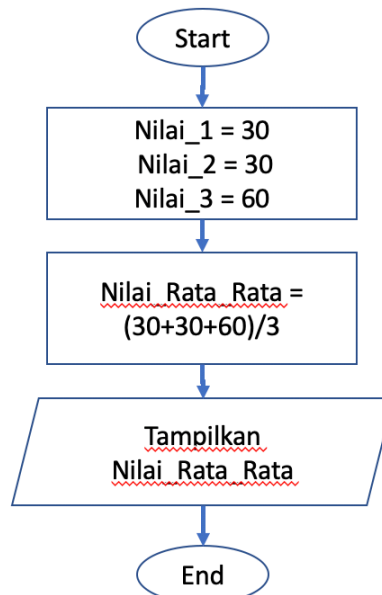 Start
Nilai_1 = 30
Nilai_2 = 30
Nilai_3 = 60
Nilai_Rata_Rata =
(30+30+60)/3
Tampilkan
Nilai_Rata_Rata
End